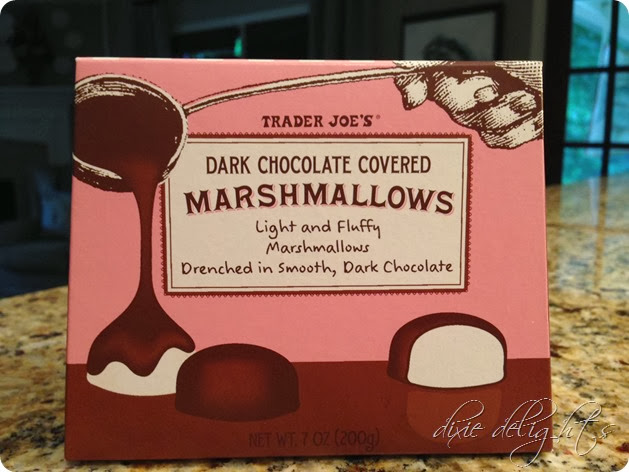 TRADER JOE'S®
DARK CHOCOLATE COVERED
MARSHMALLOWS
Light and Fluffy
Marshmallows
Drenched in Smooth, Dark Chocolate
NET WT. 7 OZ (200g)
dixie delights